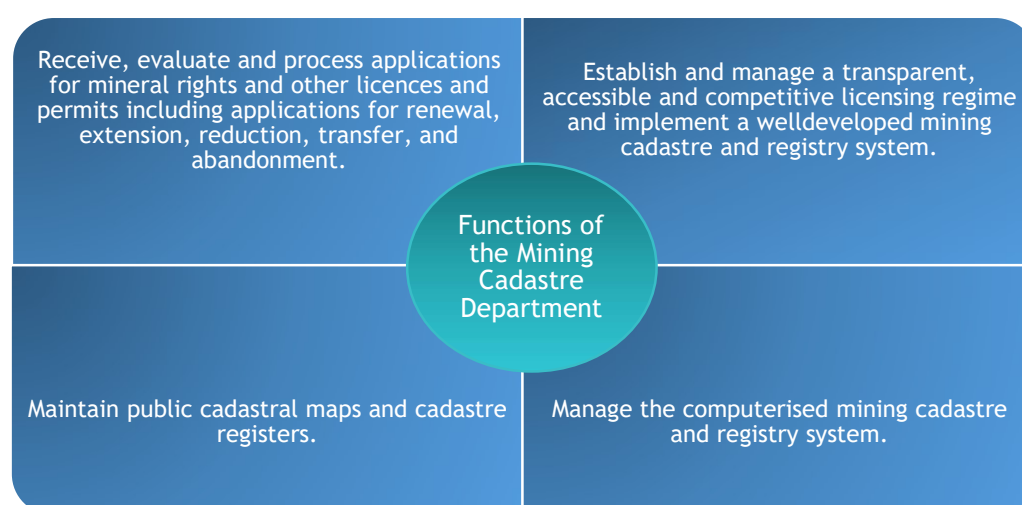 Receive, evaluate and process applications
for mineral rights and other licences and
permits including applications for renewal,
extension, reduction, transfer, and
abandonment.
Establish and manage a transparent,
accessible and competitive licensing regime
and implement a welldeveloped mining
cadastre and registry system.
Functions of
the Mining
Cadastre
Department
Maintain public cadastral maps and cadastre
registers.
Manage the computerised mining cadastre
and registry system.